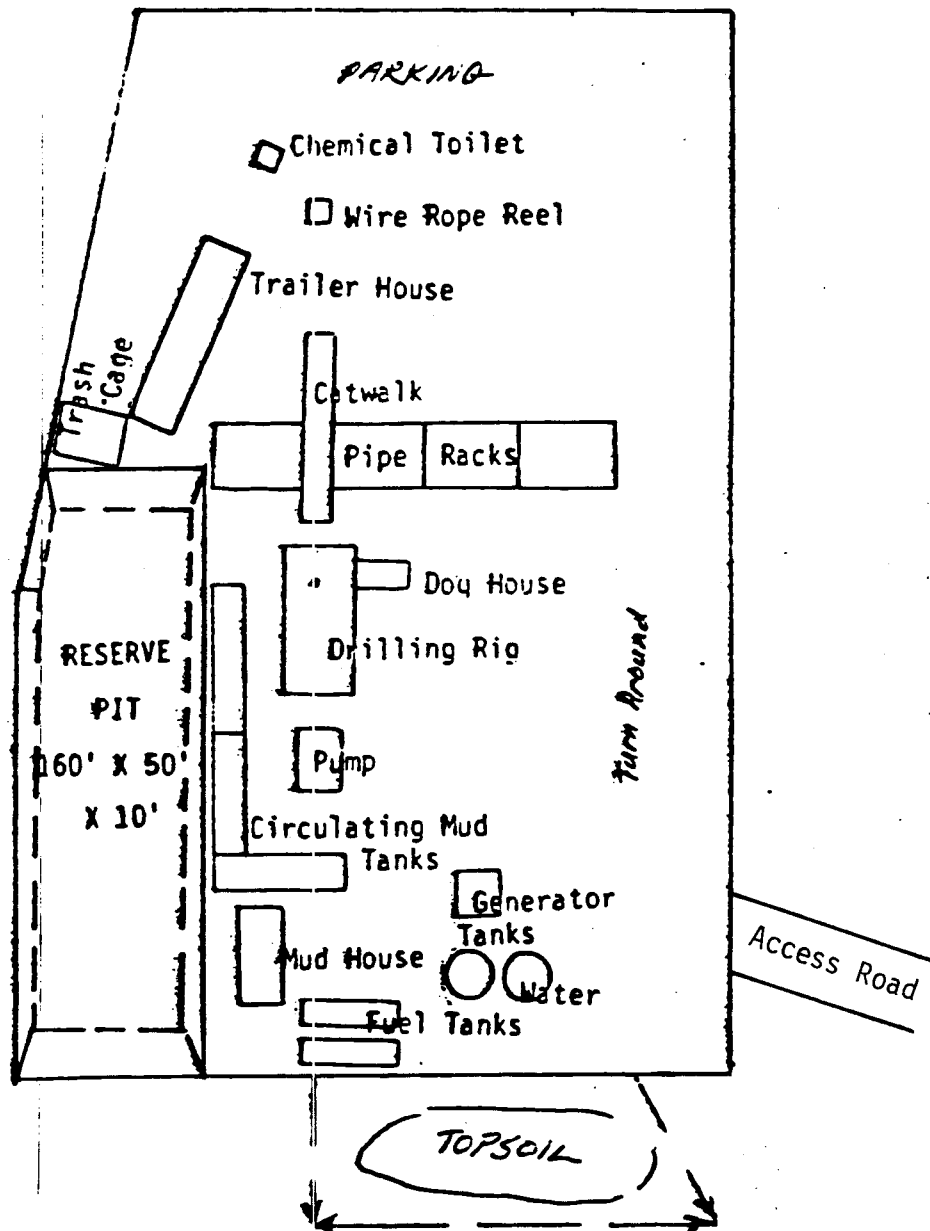 PARKING
Chemical Toilet
Wire Rope Reel
Trailer House
Trash
Cage
Catwalk
Pipe Racks
Dog House
Drilling Rig
RESERVE
PIT
160' X 50'
X 10'
Turn Around
Pump
Circulating Mud
Tanks
Generator
Tanks
Mud House
Water
Fuel Tanks
Access Road
TOPSOIL